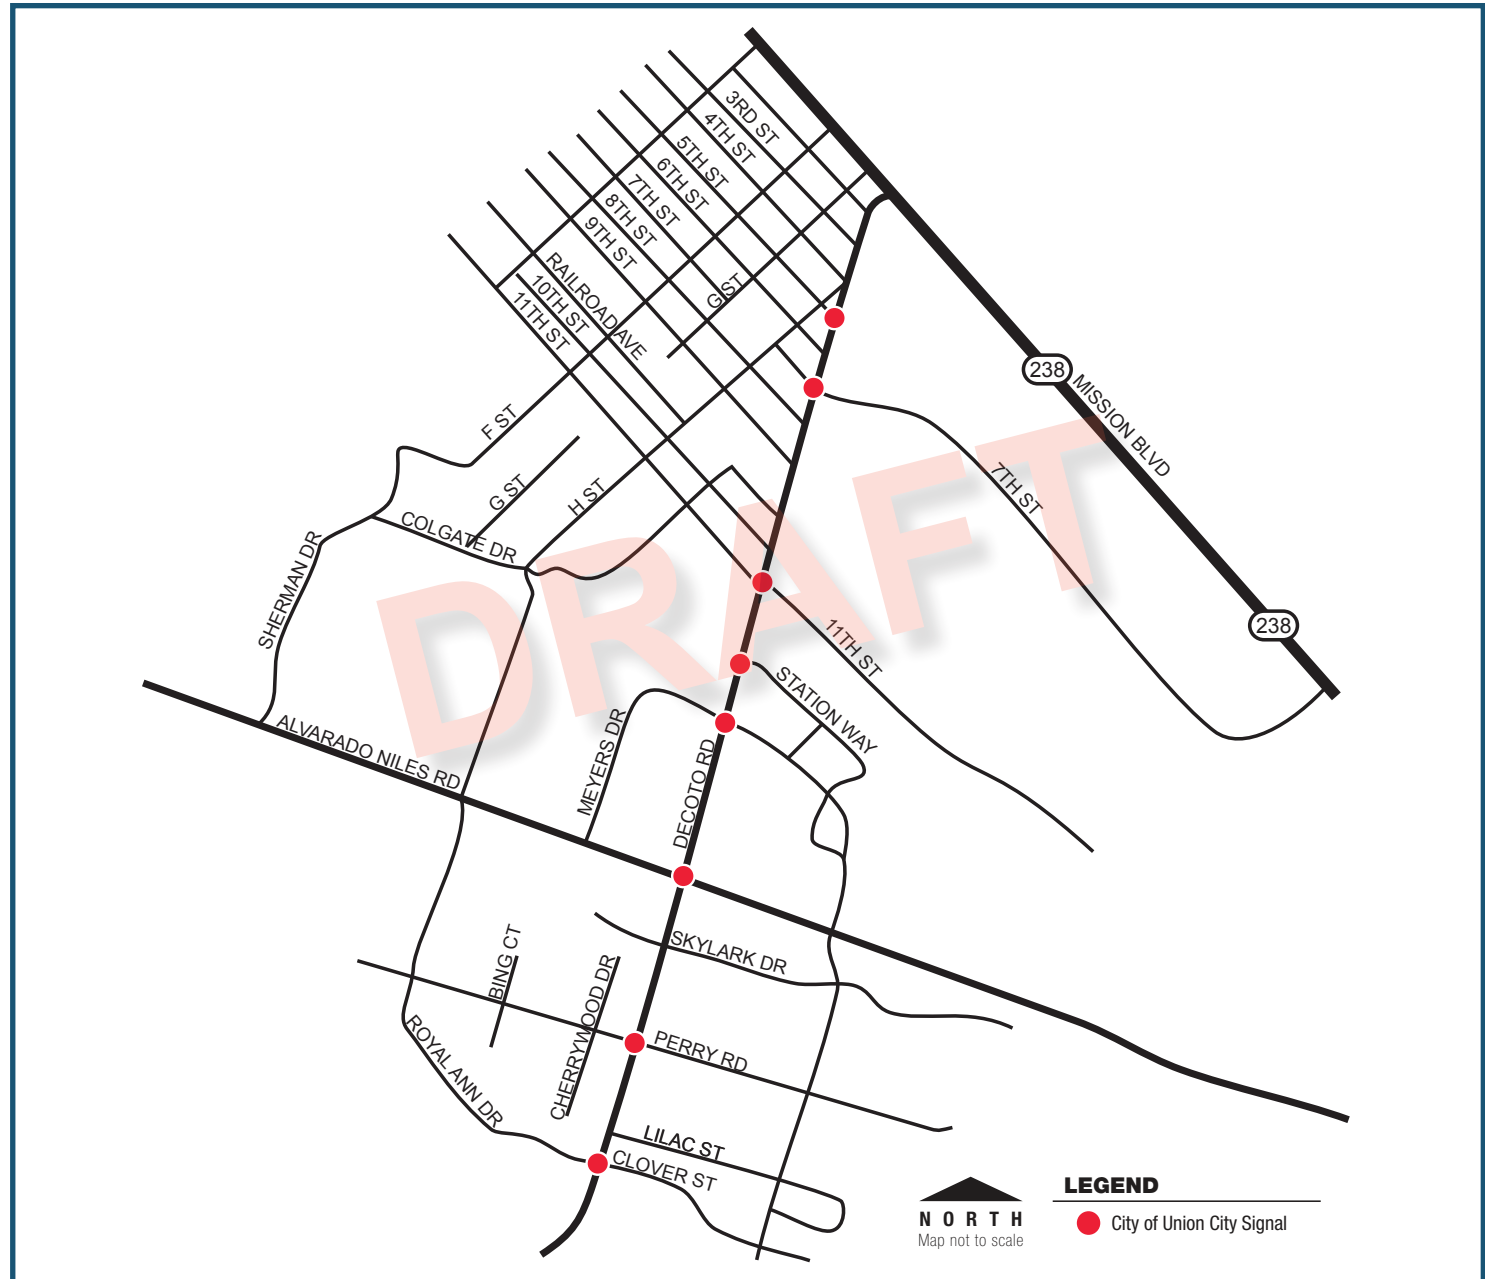 3RD ST
4TH ST
5TH ST
6TH ST
7TH ST
8TH ST
9TH ST
RAILROAD AVE
10TH ST
11TH ST
G ST
238
MISSION BLVD
F ST
G ST
H ST
7TH ST
COLGATE DR
SHERMAN DR
DRAFT
238
11TH ST
STATION WAY
ALVARADO NILES RD
MEYERS DR
DECOTO RD
BING CT
SKYLARK DR
CHERRYWOOD DR
ROYAL ANN DR
PERRY RD
LILAC ST
CLOVER ST
NORTH
Map not to scale
LEGEND
City of Union City Signal